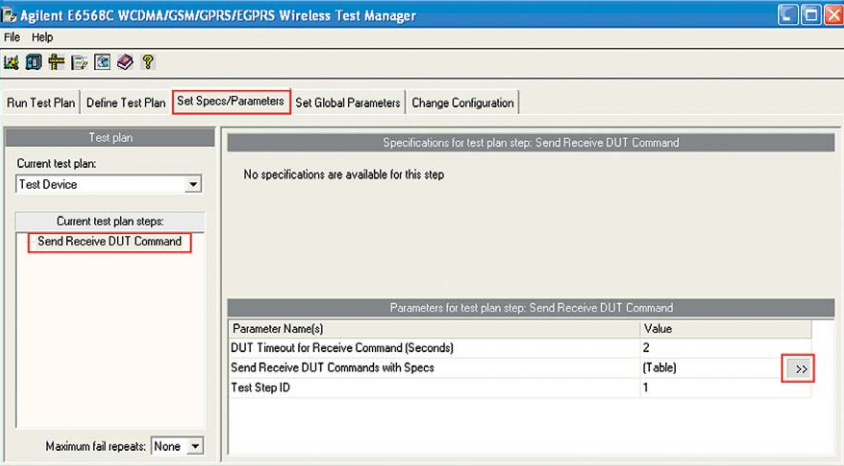 Agilent E6568C WCDMA/GSM/GPRS/EGPRS Wireless Test Manager
File Help
Run Test Plan Define Test Plan Set Specs/Parameters Set Global Parameters Change Configuration
Test plan
Current test plan:
Test Device
Current test plan steps:
Send Receive DUT Command
Maximum fail repeats: None
Specifications for test plan step: Send Receive DUT Command
No specifications are available for this step
Parameters for test plan step: Send Receive DUT Command
Parameter Name(s) Value
DUT Timeout for Receive Command (Seconds) 2
Send Receive DUT Commands with Specs (Table) >>
Test Step ID 1